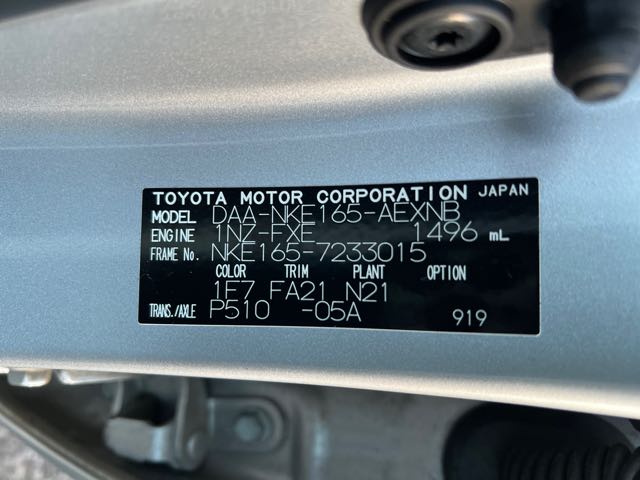 TOYOTA MOTOR CORPORATION JAPAN
MODEL DAA-NKE165-AEXNB
ENGINE 1NZ-FXE 1496 mL
FRAME No. NKE165-7233015
COLOR TRIM PLANT OPTION
1F7 FA21 N21
TRANS./AXLE P510 -05A 919